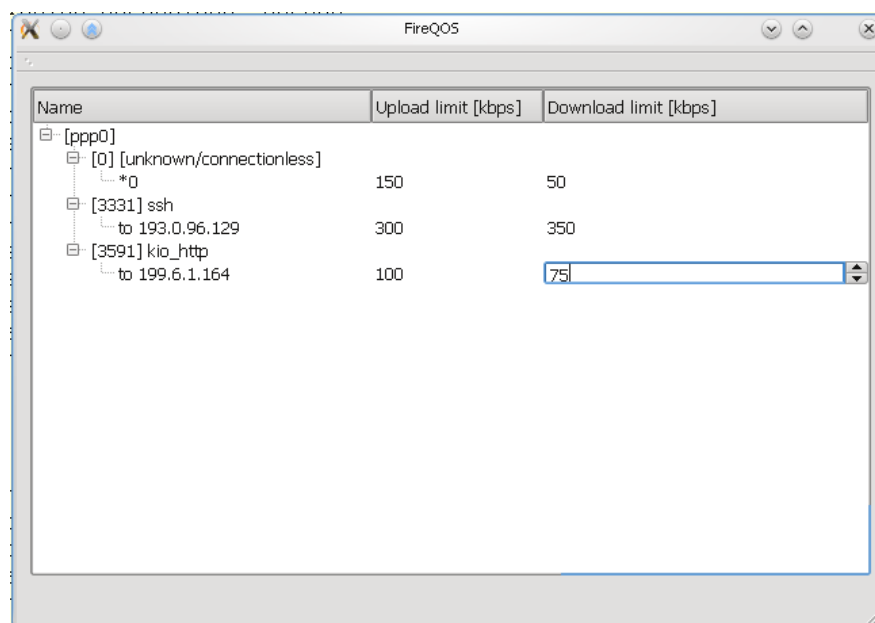 FireQOS
Name Upload limit [kbps] Download limit [kbps]
[ppp0]
[0] [unknown/connectionless]
*0 150 50
[3331] ssh
to 193.0.96.129 300 350
[3591] kio_http
to 199.6.1.164 100 75